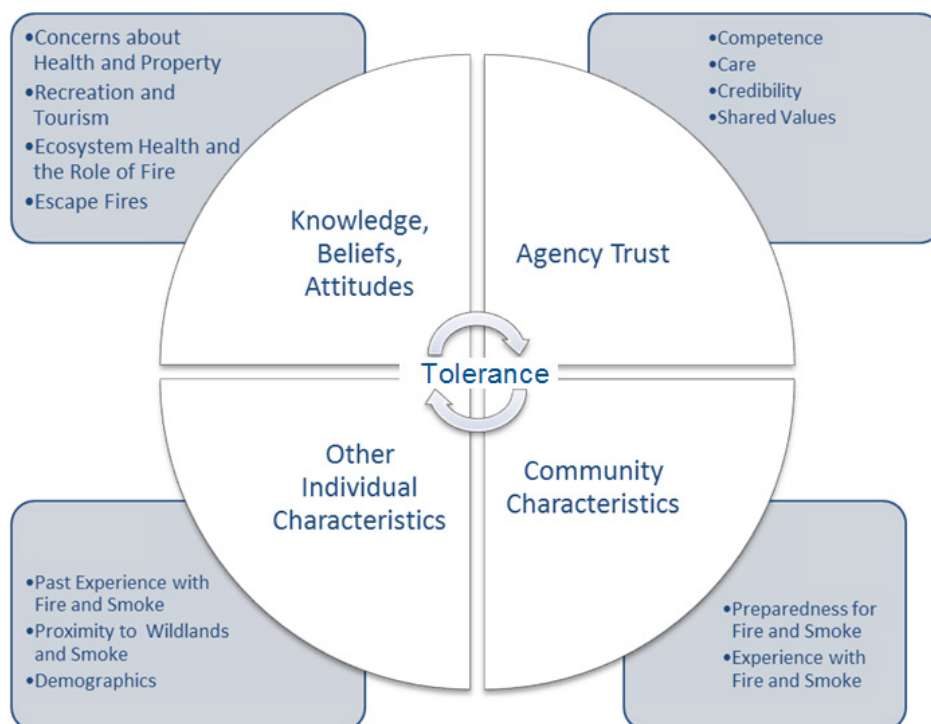 •Concerns about
Health and Property
•Recreation and
Tourism
•Ecosystem Health and
the Role of Fire
•Escape Fires
•Competence
•Care
•Credibility
•Shared Values
Knowledge,
Beliefs,
Attitudes
Agency Trust
Tolerance
Other
Individual
Characteristics
Community
Characteristics
•Past Experience with
Fire and Smoke
•Proximity to Wildlands
and Smoke
•Demographics
•Preparedness for
Fire and Smoke
•Experience with
Fire and Smoke